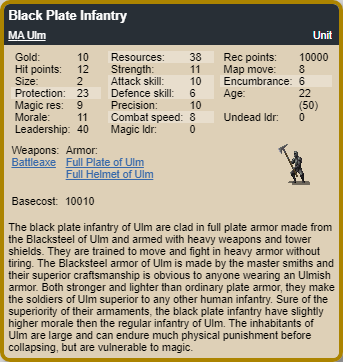 Black Plate Infantry
MA Ulm Unit
Gold: 10 Resources: 38 Rec points: 10000
Hit points: 12 Strength: 11 Map move: 8
Size: 2 Attack skill: 10 Encumbrance: 6
Protection: 23 Defence skill: 6 Age: 22
Magic res: 9 Precision: 10 (50)
Morale: 11 Combat speed: 8 Undead ldr: 0
Leadership: 40 Magic ldr: 0
Weapons: Armor:
Battleaxe Full Plate of Ulm
Full Helmet of Ulm
Basecost: 10010
The black plate infantry of Ulm are clad in full plate armor made from
the Blacksteel of Ulm and armed with heavy weapons and tower
shields. They are trained to move and fight in heavy armor without
tiring. The Blacksteel armor of Ulm is made by the master smiths and
their superior craftsmanship is obvious to anyone wearing an Ulmish
armor. Both stronger and lighter than ordinary plate armor, they make
the soldiers of Ulm superior to any other human infantry. Sure of the
superiority of their armaments, the black plate infantry have slightly
higher morale then the regular infantry of Ulm. The inhabitants of
Ulm are large and can endure much physical punishment before
collapsing, but are vulnerable to magic.